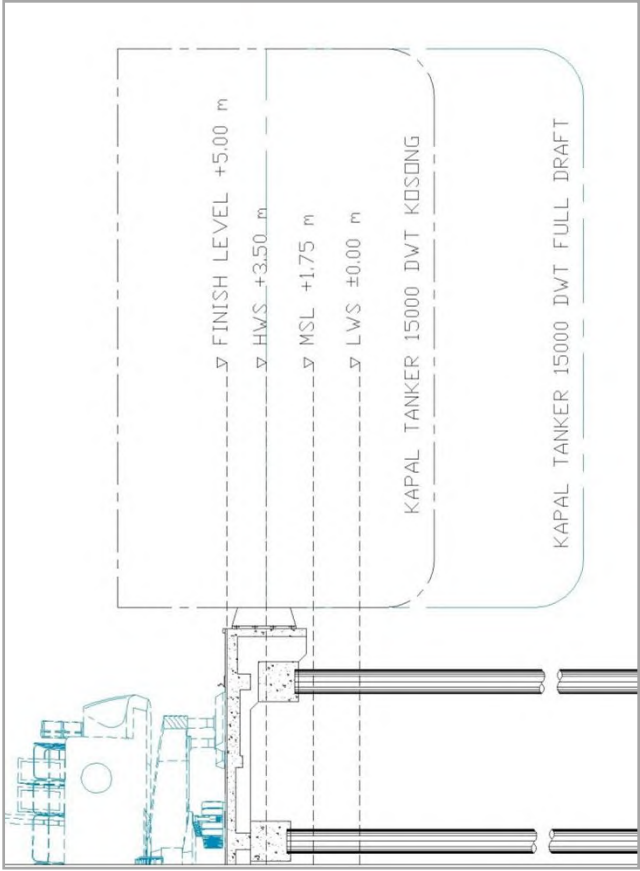 FINISH LEVEL +5.00 m
HWS +3.50 m
MSL +1.75 m
LWS ±0.00 m
KAPAL TANKER 15000 DWT KOSONG
KAPAL TANKER 15000 DWT FULL DRAFT